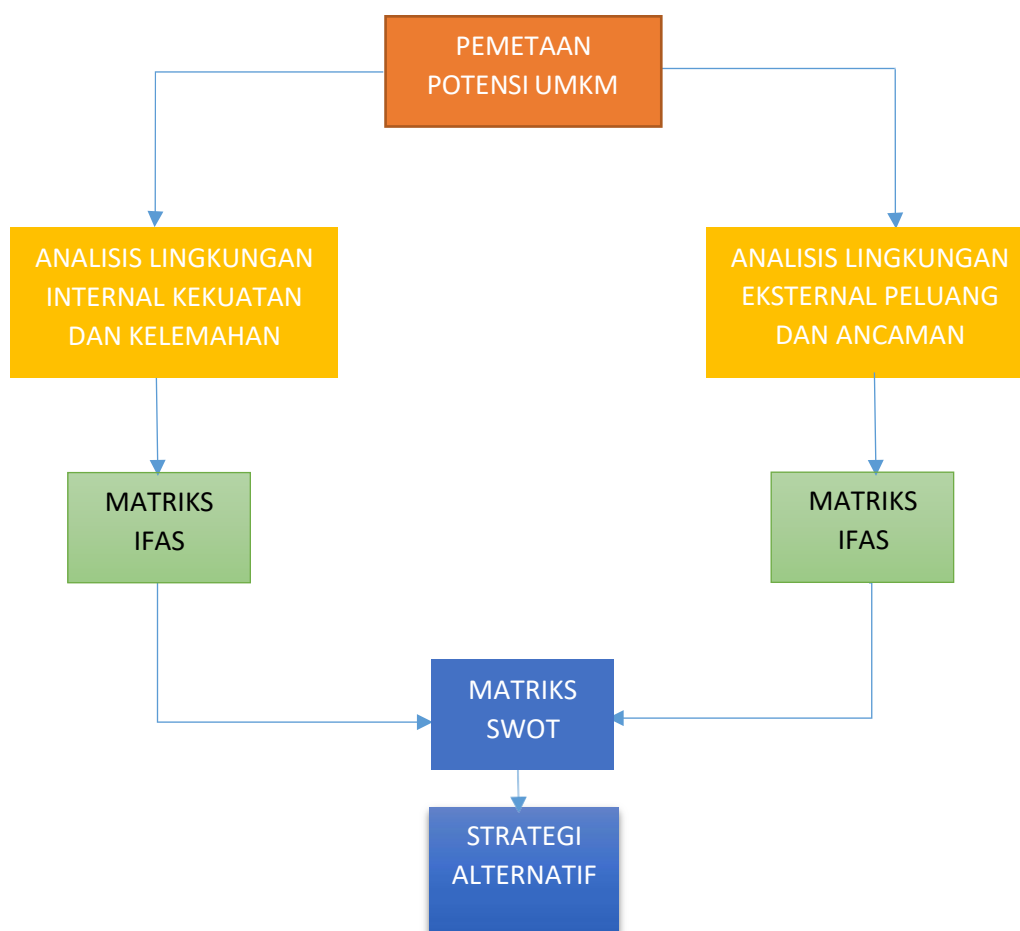 PEMETAAN
POTENSI UMKM
ANALISIS LINGKUNGAN
INTERNAL KEKUATAN
DAN KELEMAHAN
ANALISIS LINGKUNGAN
EKSTERNAL PELUANG
DAN ANCAMAN
MATRIKS
IFAS
MATRIKS
IFAS
MATRIKS
SWOT
STRATEGI
ALTERNATIF